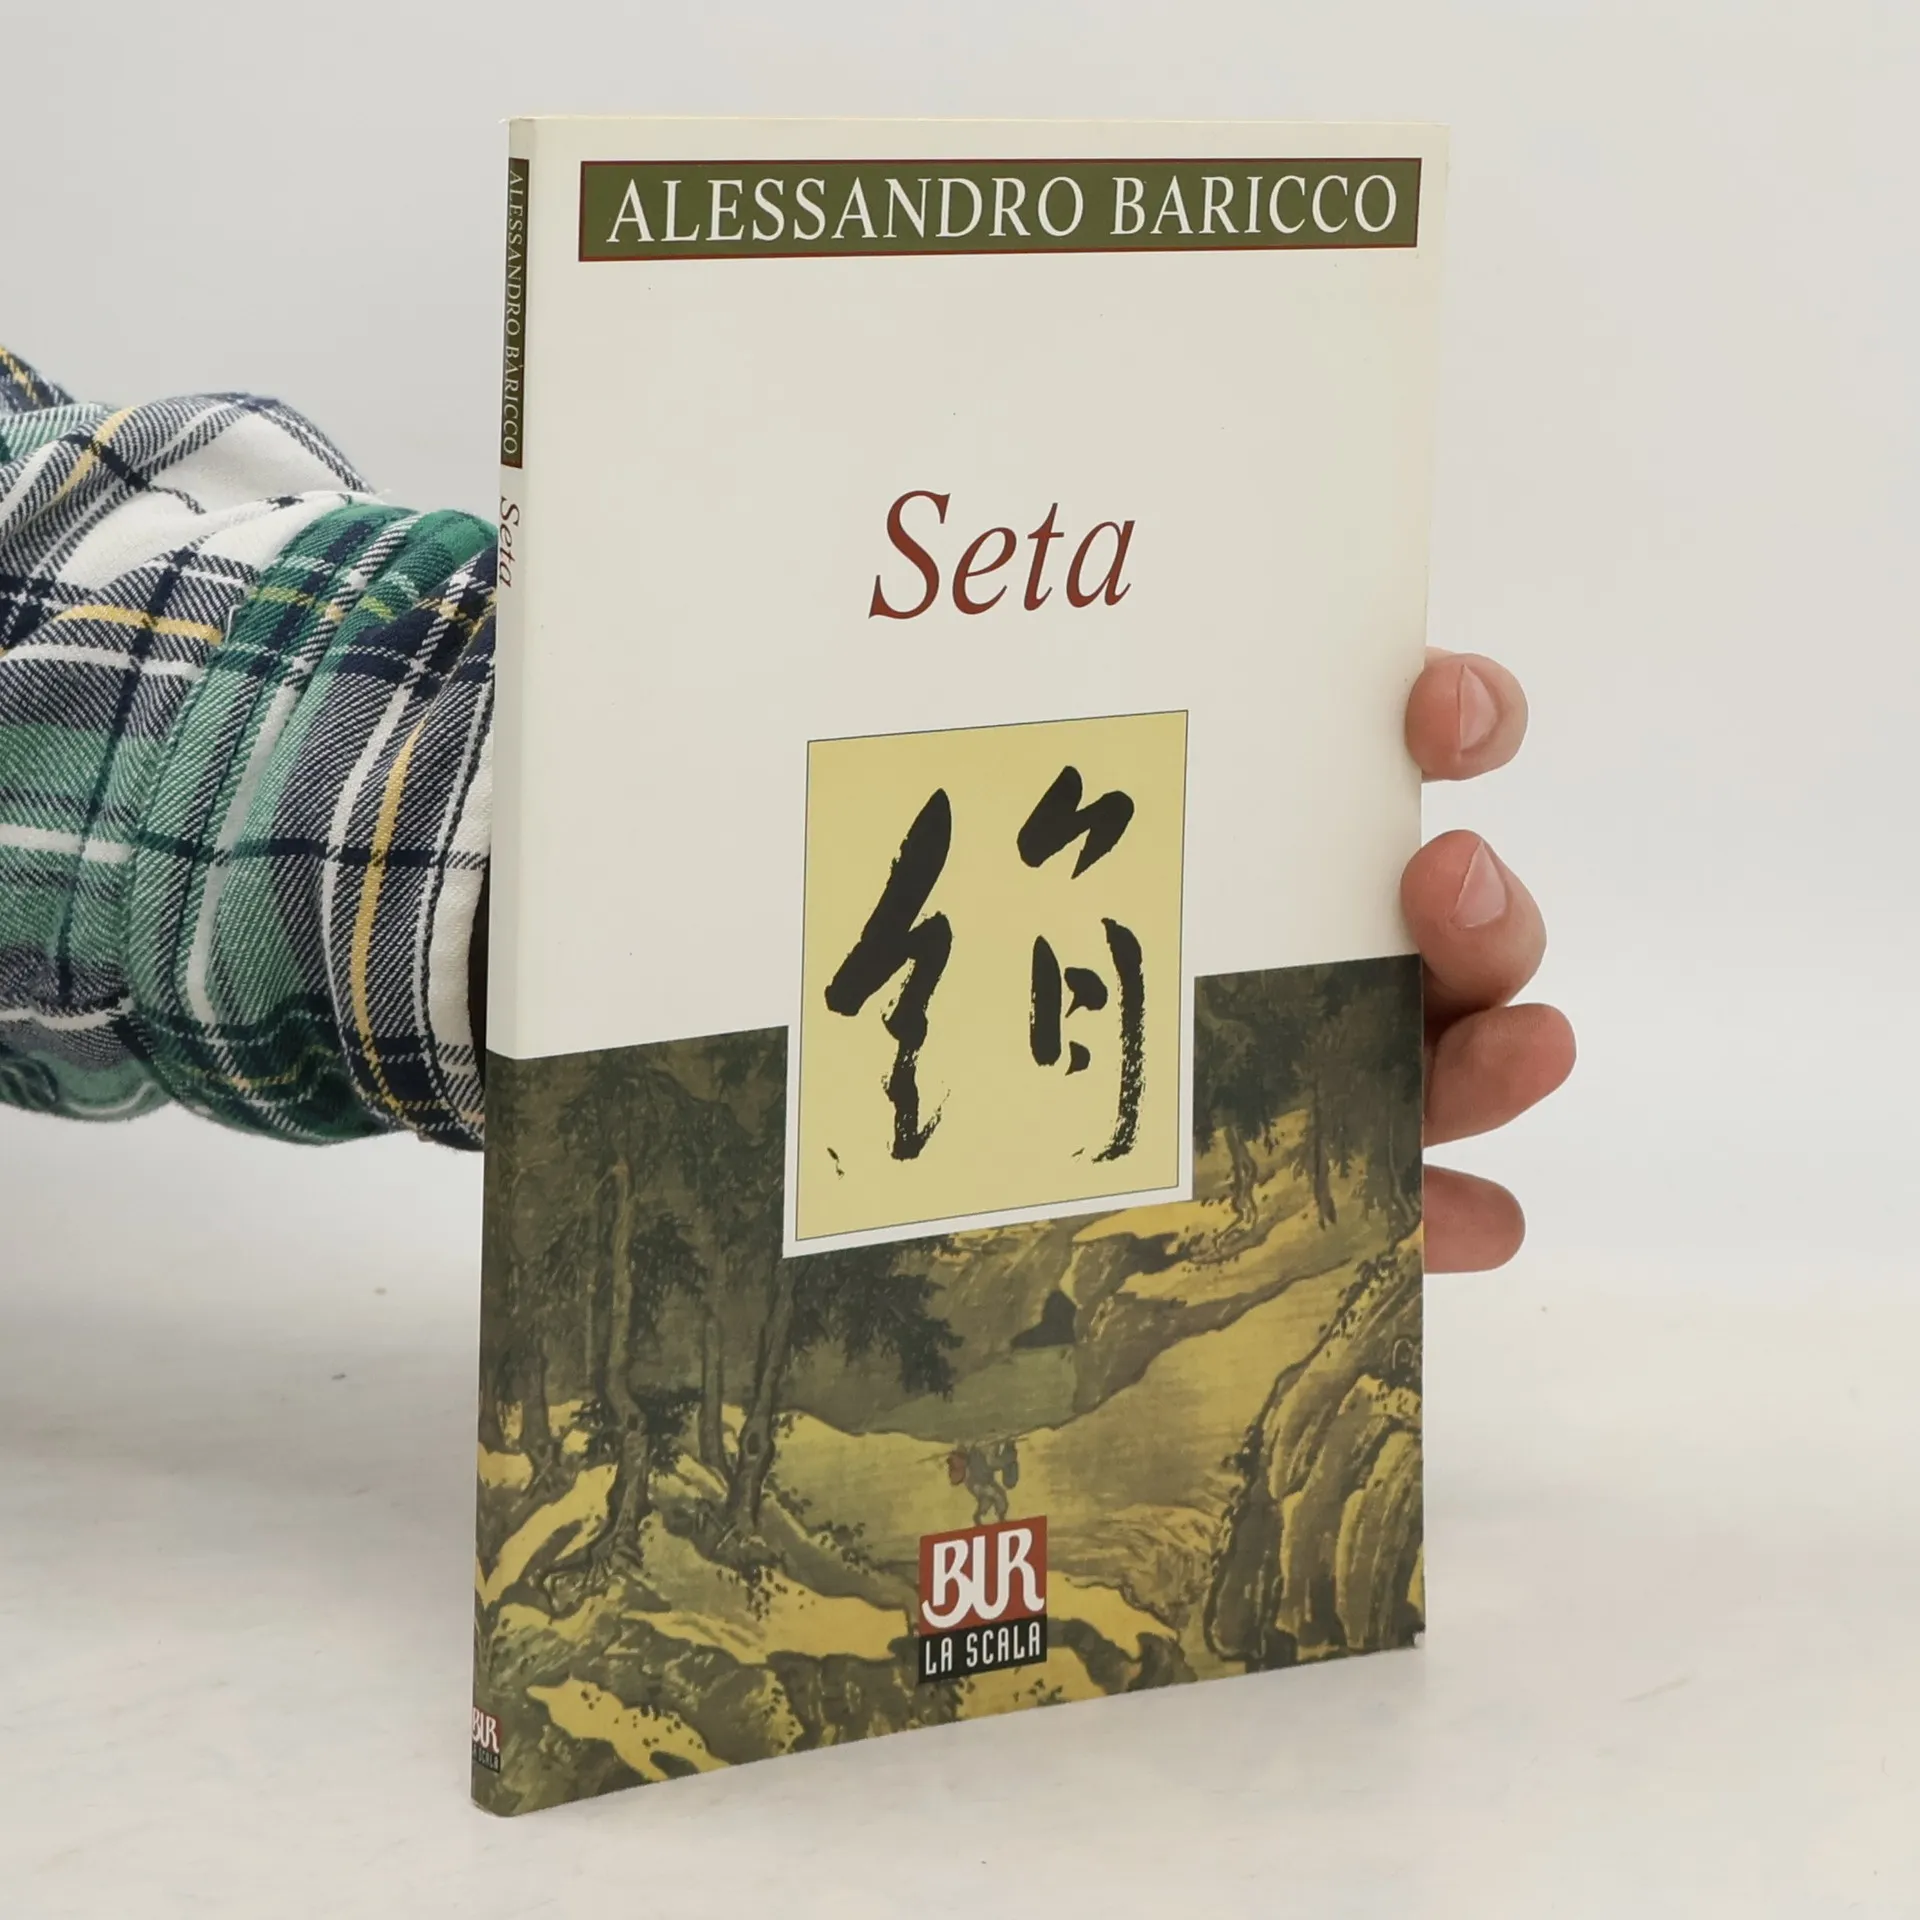 ALESSANDRO BARICCO
Seta
絹
BUR
LA SCALA
ALESSANDRO BARICCO Seta
BUR
LA SCALA